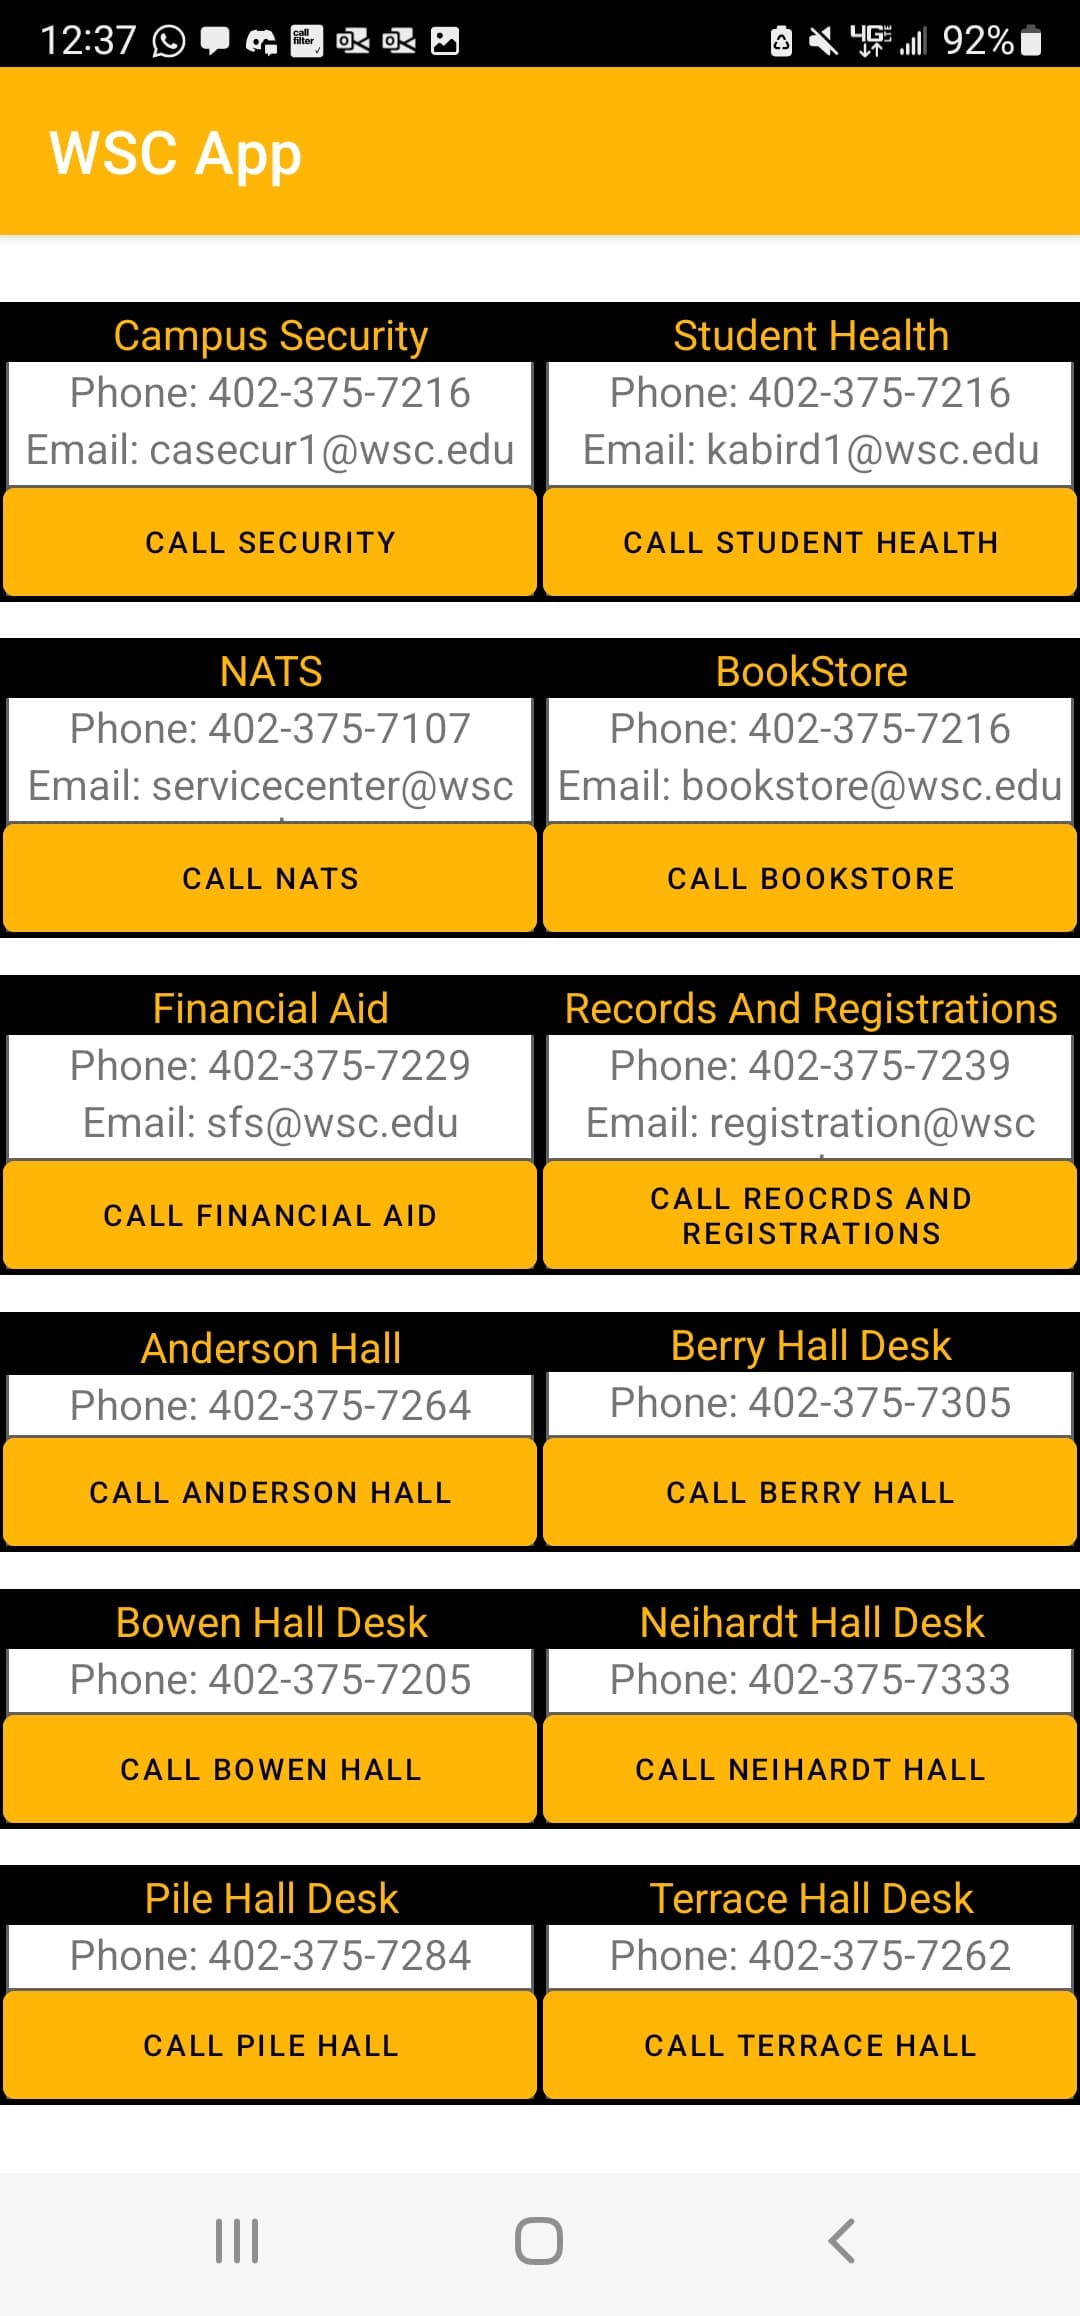 12:37
call
filter
4G LTE
92%
WSC App
Campus Security
Phone: 402-375-7216
Email: casecur1@wsc.edu
CALL SECURITY
Student Health
Phone: 402-375-7216
Email: kabird1@wsc.edu
CALL STUDENT HEALTH
NATS
Phone: 402-375-7107
Email: servicecenter@wsc
CALL NATS
BookStore
Phone: 402-375-7216
Email: bookstore@wsc.edu
CALL BOOKSTORE
Financial Aid
Phone: 402-375-7229
Email: sfs@wsc.edu
CALL FINANCIAL AID
Records And Registrations
Phone: 402-375-7239
Email: registration@wsc
CALL REOCRDS AND
REGISTRATIONS
Anderson Hall
Phone: 402-375-7264
CALL ANDERSON HALL
Berry Hall Desk
Phone: 402-375-7305
CALL BERRY HALL
Bowen Hall Desk
Phone: 402-375-7205
CALL BOWEN HALL
Neihardt Hall Desk
Phone: 402-375-7333
CALL NEIHARDT HALL
Pile Hall Desk
Phone: 402-375-7284
CALL PILE HALL
Terrace Hall Desk
Phone: 402-375-7262
CALL TERRACE HALL